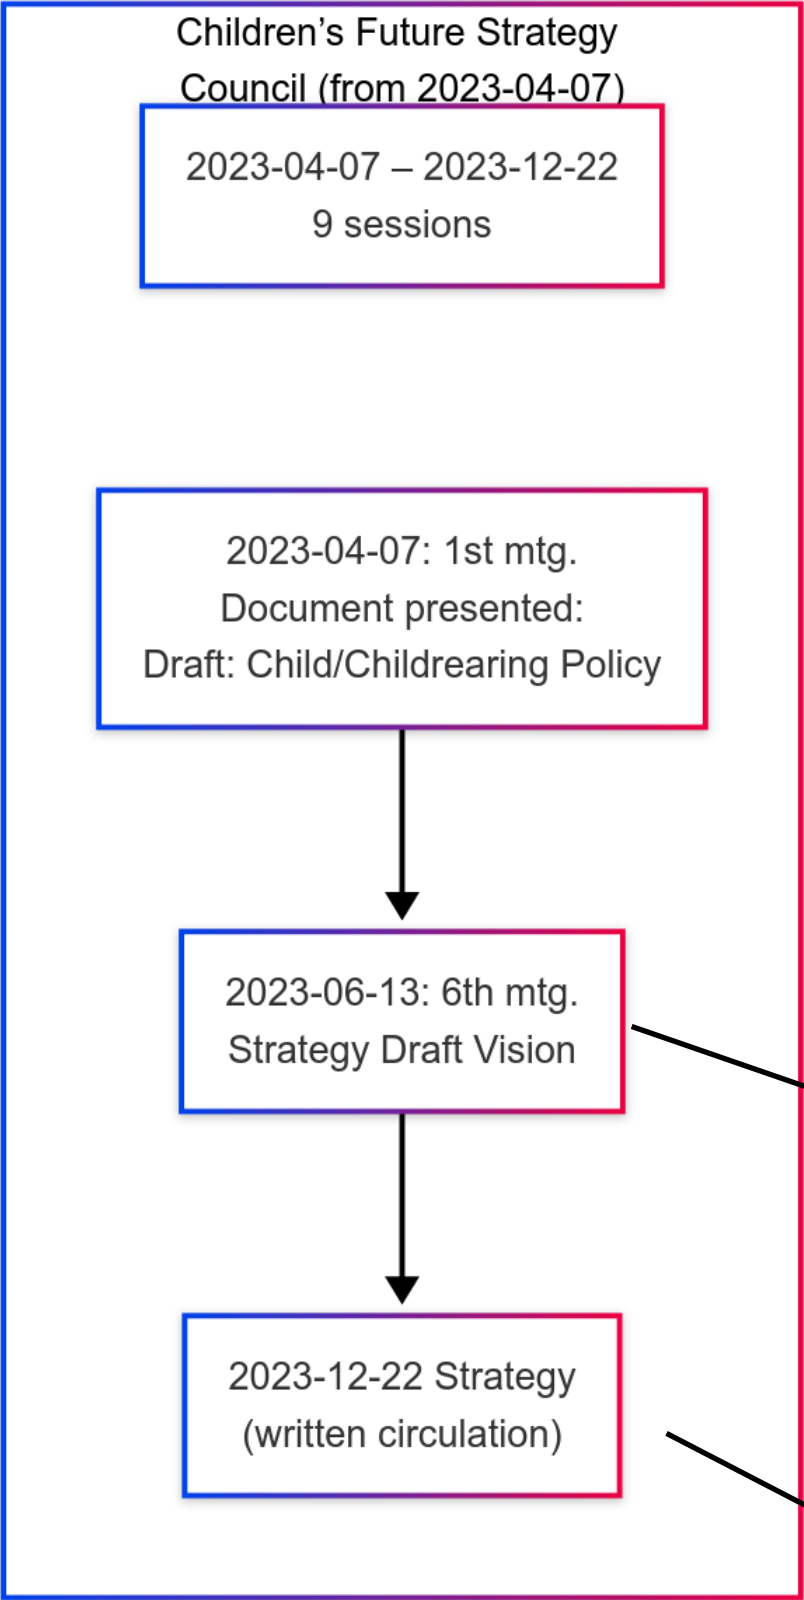 Children’s Future Strategy
Council (from 2023-04-07)
2023-04-07 – 2023-12-22
9 sessions
2023-04-07: 1st mtg.
Document presented:
Draft: Child/Childrearing Policy
2023-06-13: 6th mtg.
Strategy Draft Vision
2023-12-22 Strategy
(written circulation)